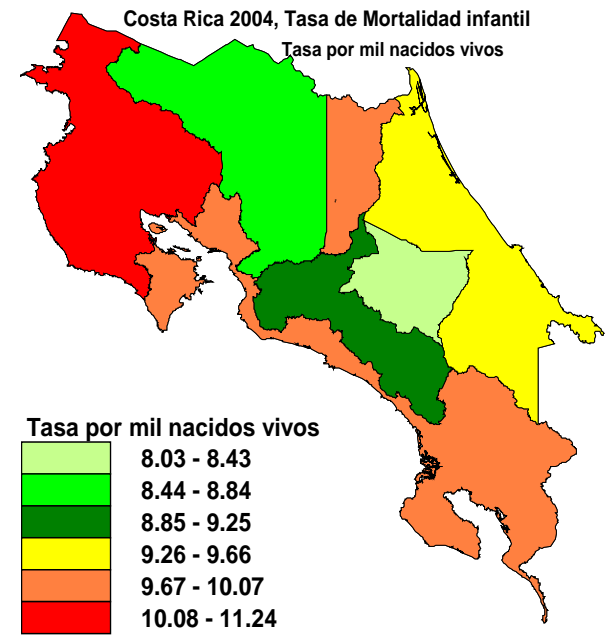 Costa Rica 2004, Tasa de Mortalidad infantil
Tasa por mil nacidos vivos
Tasa por mil nacidos vivos
8.03 - 8.43
8.44 - 8.84
8.85 - 9.25
9.26 - 9.66
9.67 - 10.07
10.08 - 11.24